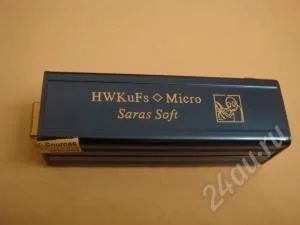 HWKuFs ◇ Micro
Saras Soft
Sources
24au.ru